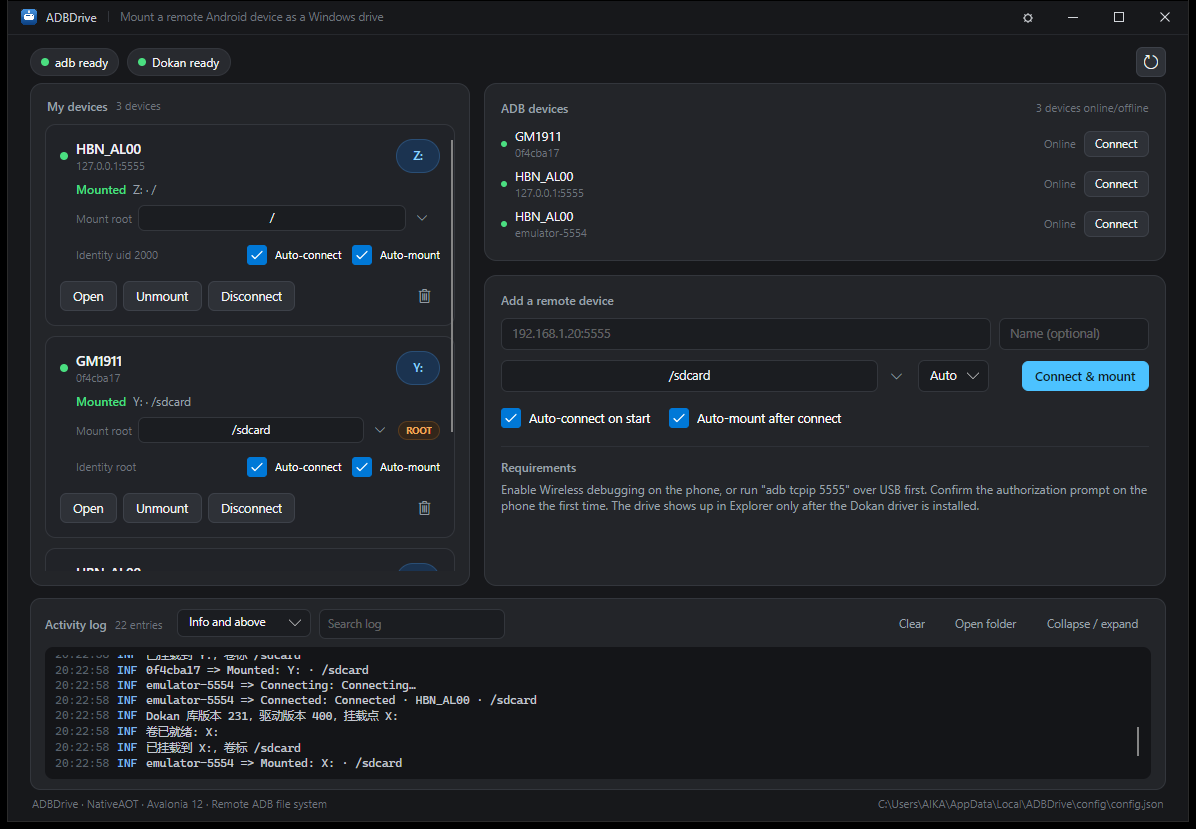 ADBDrive
Mount a remote Android device as a Windows drive
adb ready
Dokan ready
My devices 3 devices
HBN_AL00
127.0.0.1:5555
Z:
Mounted Z: · /
Mount root /
Identity uid 2000
Auto-connect
Auto-mount
Open
Unmount
Disconnect
GM1911
0f4cba17
Y:
Mounted Y: · /sdcard
Mount root /sdcard
ROOT
Identity root
Auto-connect
Auto-mount
Open
Unmount
Disconnect
HBN_AL00
ADB devices
3 devices online/offline
GM1911
0f4cba17
Online
Connect
HBN_AL00
127.0.0.1:5555
Online
Connect
HBN_AL00
emulator-5554
Online
Connect
Add a remote device
192.168.1.20:5555
Name (optional)
/sdcard
Auto
Connect & mount
Auto-connect on start
Auto-mount after connect
Requirements
Enable Wireless debugging on the phone, or run "adb tcpip 5555" over USB first. Confirm the authorization prompt on the
phone the first time. The drive shows up in Explorer only after the Dokan driver is installed.
Activity log 22 entries
Info and above
Search log
Clear
Open folder
Collapse / expand
20:22:58 INF 已挂载到 Y:, 卷标 /sdcard
20:22:58 INF 0f4cba17 => Mounted: Y: · /sdcard
20:22:58 INF emulator-5554 => Connecting: Connecting…
20:22:58 INF emulator-5554 => Connected: Connected · HBN_AL00 · /sdcard
20:22:58 INF Dokan 库版本 231, 驱动版本 400, 挂载点 X:
20:22:58 INF 卷已就绪: X:
20:22:58 INF 已挂载到 X:, 卷标 /sdcard
20:22:58 INF emulator-5554 => Mounted: X: · /sdcard
ADBDrive · NativeAOT · Avalonia 12 · Remote ADB file system
C:\Users\AIKA\AppData\Local\ADBDrive\config\config.json